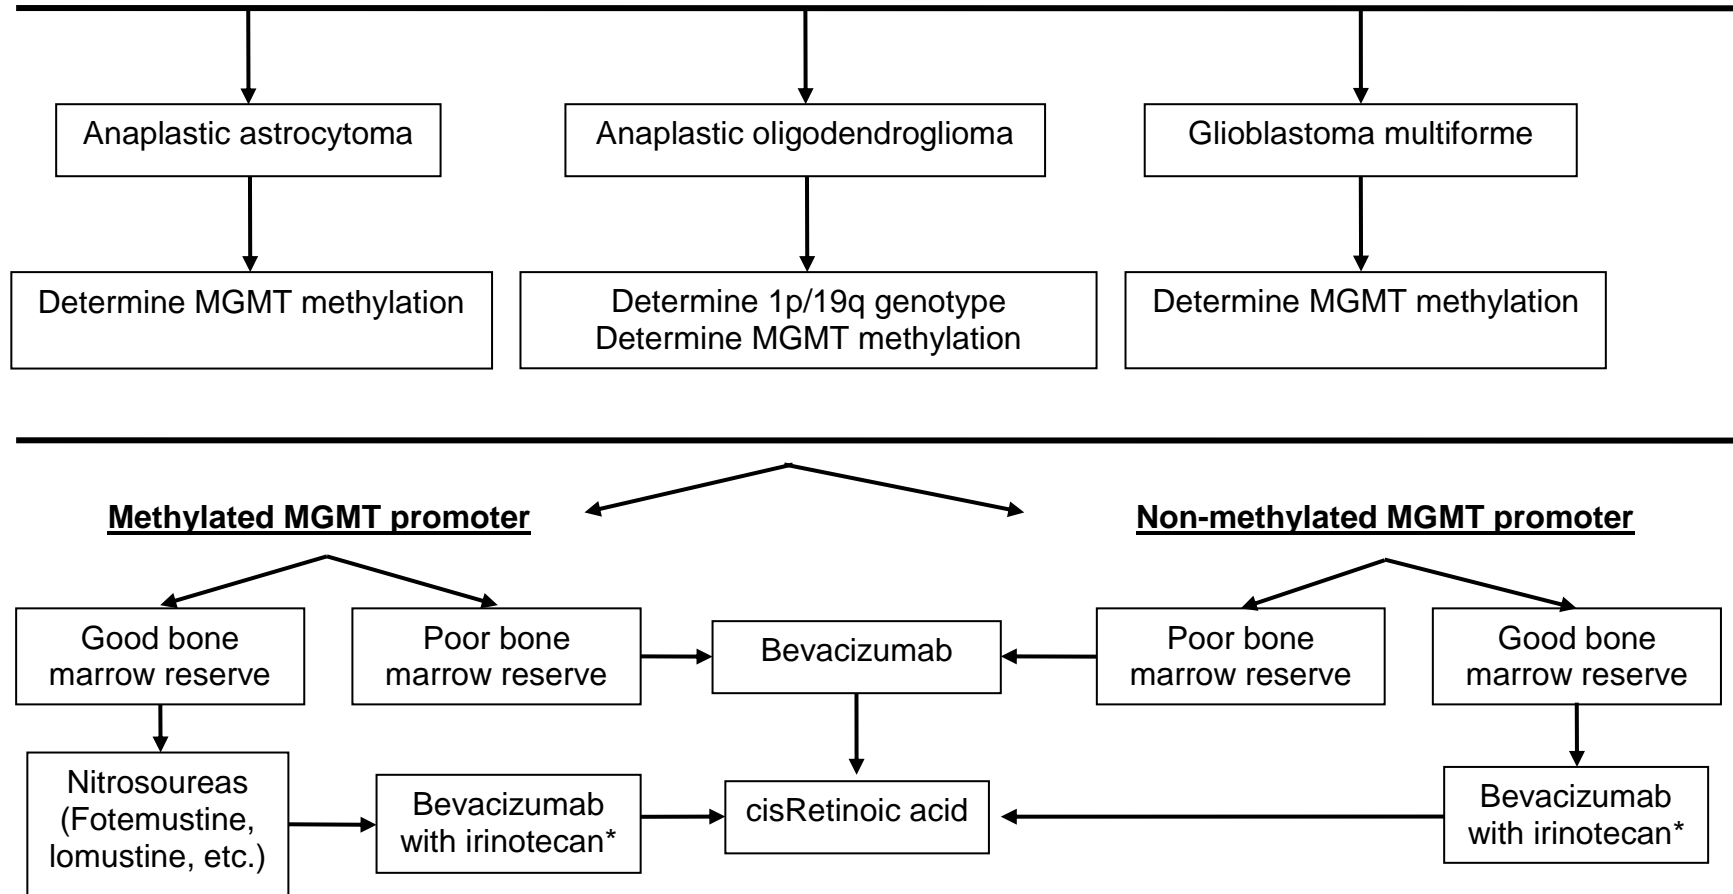 Anaplastic astrocytoma
Anaplastic oligodendroglioma
Glioblastoma multiforme
Determine MGMT methylation
Determine 1p/19q genotype
Determine MGMT methylation
Determine MGMT methylation
Methylated MGMT promoter
Non-methylated MGMT promoter
Good bone
marrow reserve
Poor bone
marrow reserve
Bevacizumab
Poor bone
marrow reserve
Good bone
marrow reserve
Nitrosoureas
(Fotemustine,
lomustine, etc.)
Bevacizumab
with irinotecan*
cisRetinoic acid
Bevacizumab
with irinotecan*